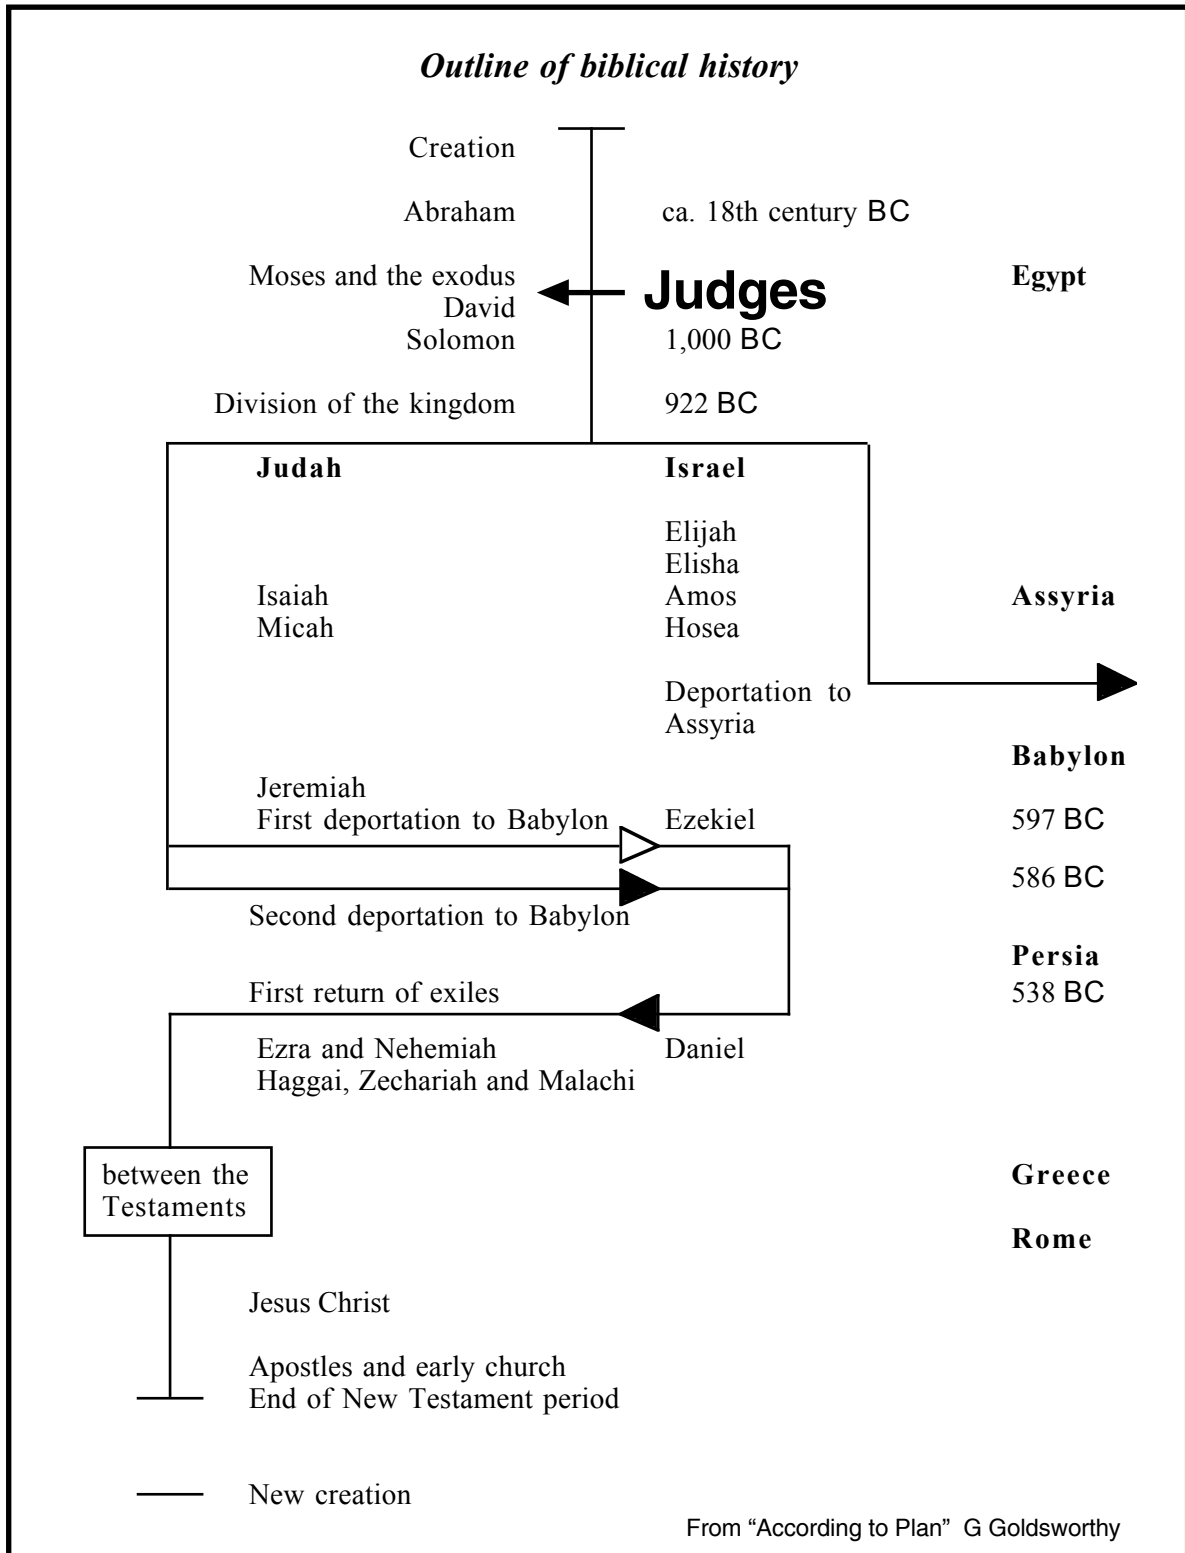 Outline of biblical history
Creation
Abraham ca. 18th century BC
Moses and the exodus Egypt
Judges
David
Solomon 1,000 BC
Division of the kingdom 922 BC
Judah Israel
Elijah
Elisha
Isaiah Amos Assyria
Micah Hosea
Deportation to
Assyria
Babylon
Jeremiah
First deportation to Babylon Ezekiel 597 BC
586 BC
Second deportation to Babylon
Persia
First return of exiles 538 BC
Ezra and Nehemiah Daniel
Haggai, Zechariah and Malachi
between the Greece
Testaments
Rome
Jesus Christ
Apostles and early church
End of New Testament period
New creation
From “According to Plan” G Goldsworthy